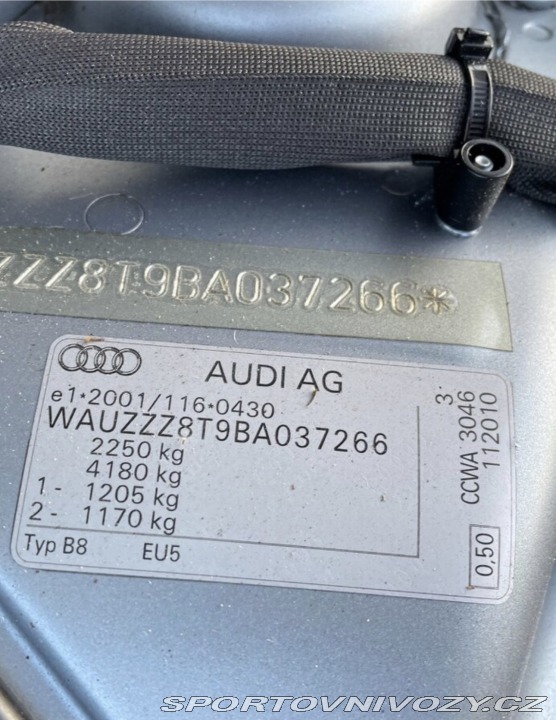 ZZZ8T9BA037266*
AUDI AG
e1*2001/116*0430
WAUZZZ8T9BA037266
2250 kg
4180 kg
1- 1205 kg
2- 1170 kg
Typ B8 EU5
3
CCWA 3046
112010
0,50
SPORTOVNIVOZY.CZ